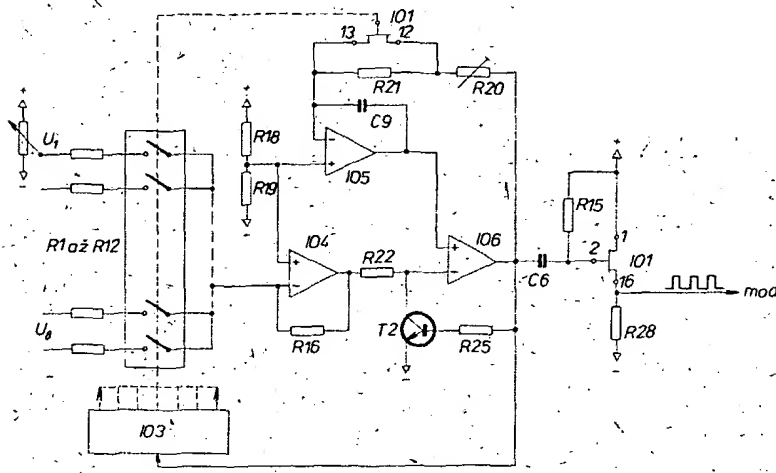 IO1
13
12
R21
R20
C9
+
U1
R18
R19
-
+
IO5
R1 až R12
IO4
R22
IO6
R15
+
1
2
IO1
16
C6
mod
R16
T2
R25
R28
U8
IO3